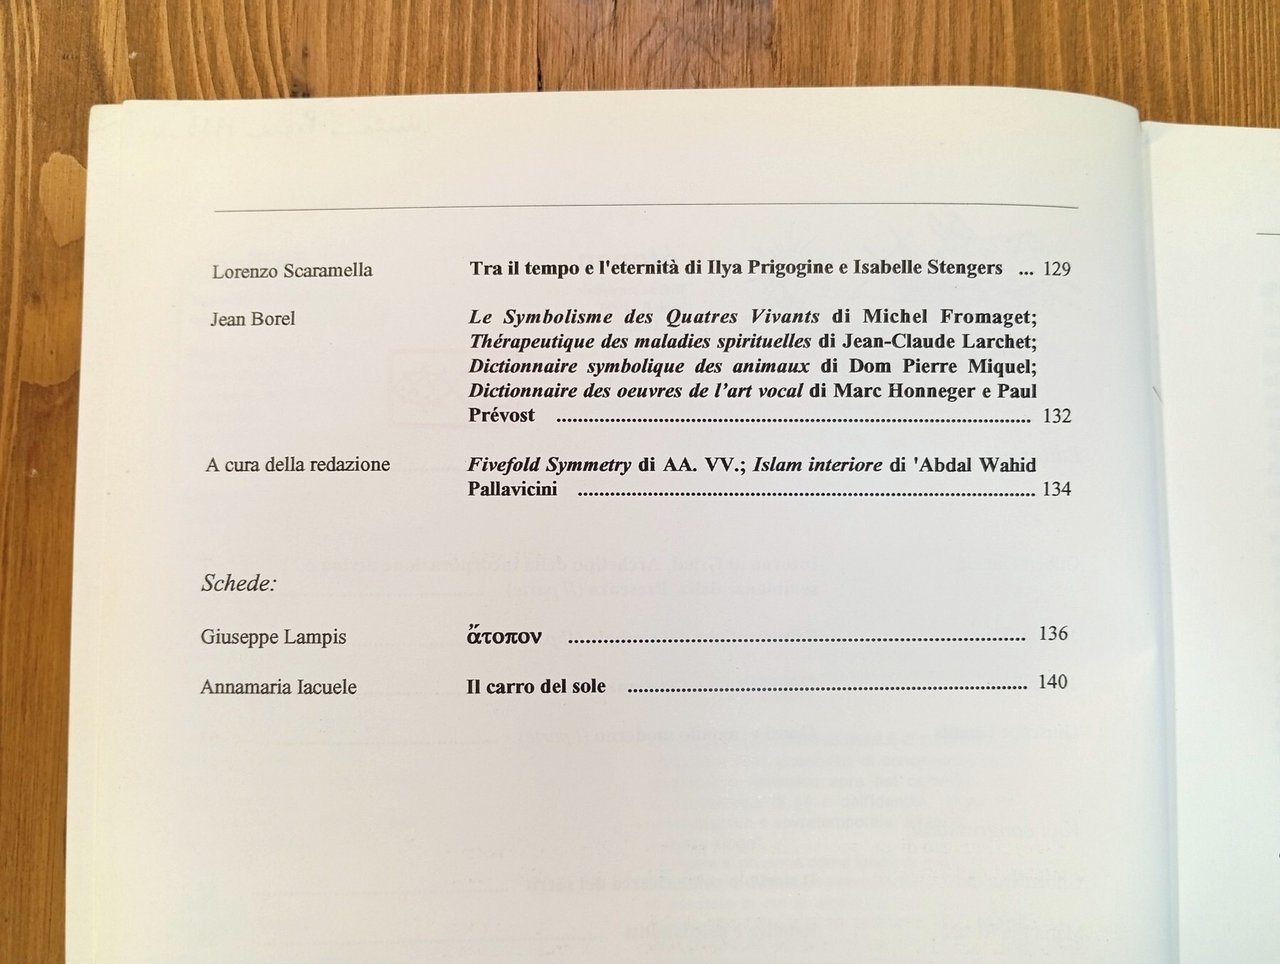 Lorenzo Scaramella Tra il tempo e l'eternità di Ilya Prigogine e Isabelle Stengers ... 129
Jean Borel Le Symbolisme des Quatres Vivants di Michel Fromaget;
Thérapeutique des maladies spirituelles di Jean-Claude Larchet;
Dictionnaire symbolique des animaux di Dom Pierre Miquel;
Dictionnaire des oeuvres de l'art vocal di Marc Honneger e Paul
Prévost ........................................................................ 132
A cura della redazione Fivefold Symmetry di AA. VV.; Islam interiore di 'Abdal Wahid
Pallavicini ........................................................................ 134
Schede:
Giuseppe Lampis ἄτοπον ........................................................................ 136
Annamaria Iacuele Il carro del sole ........................................................................ 140